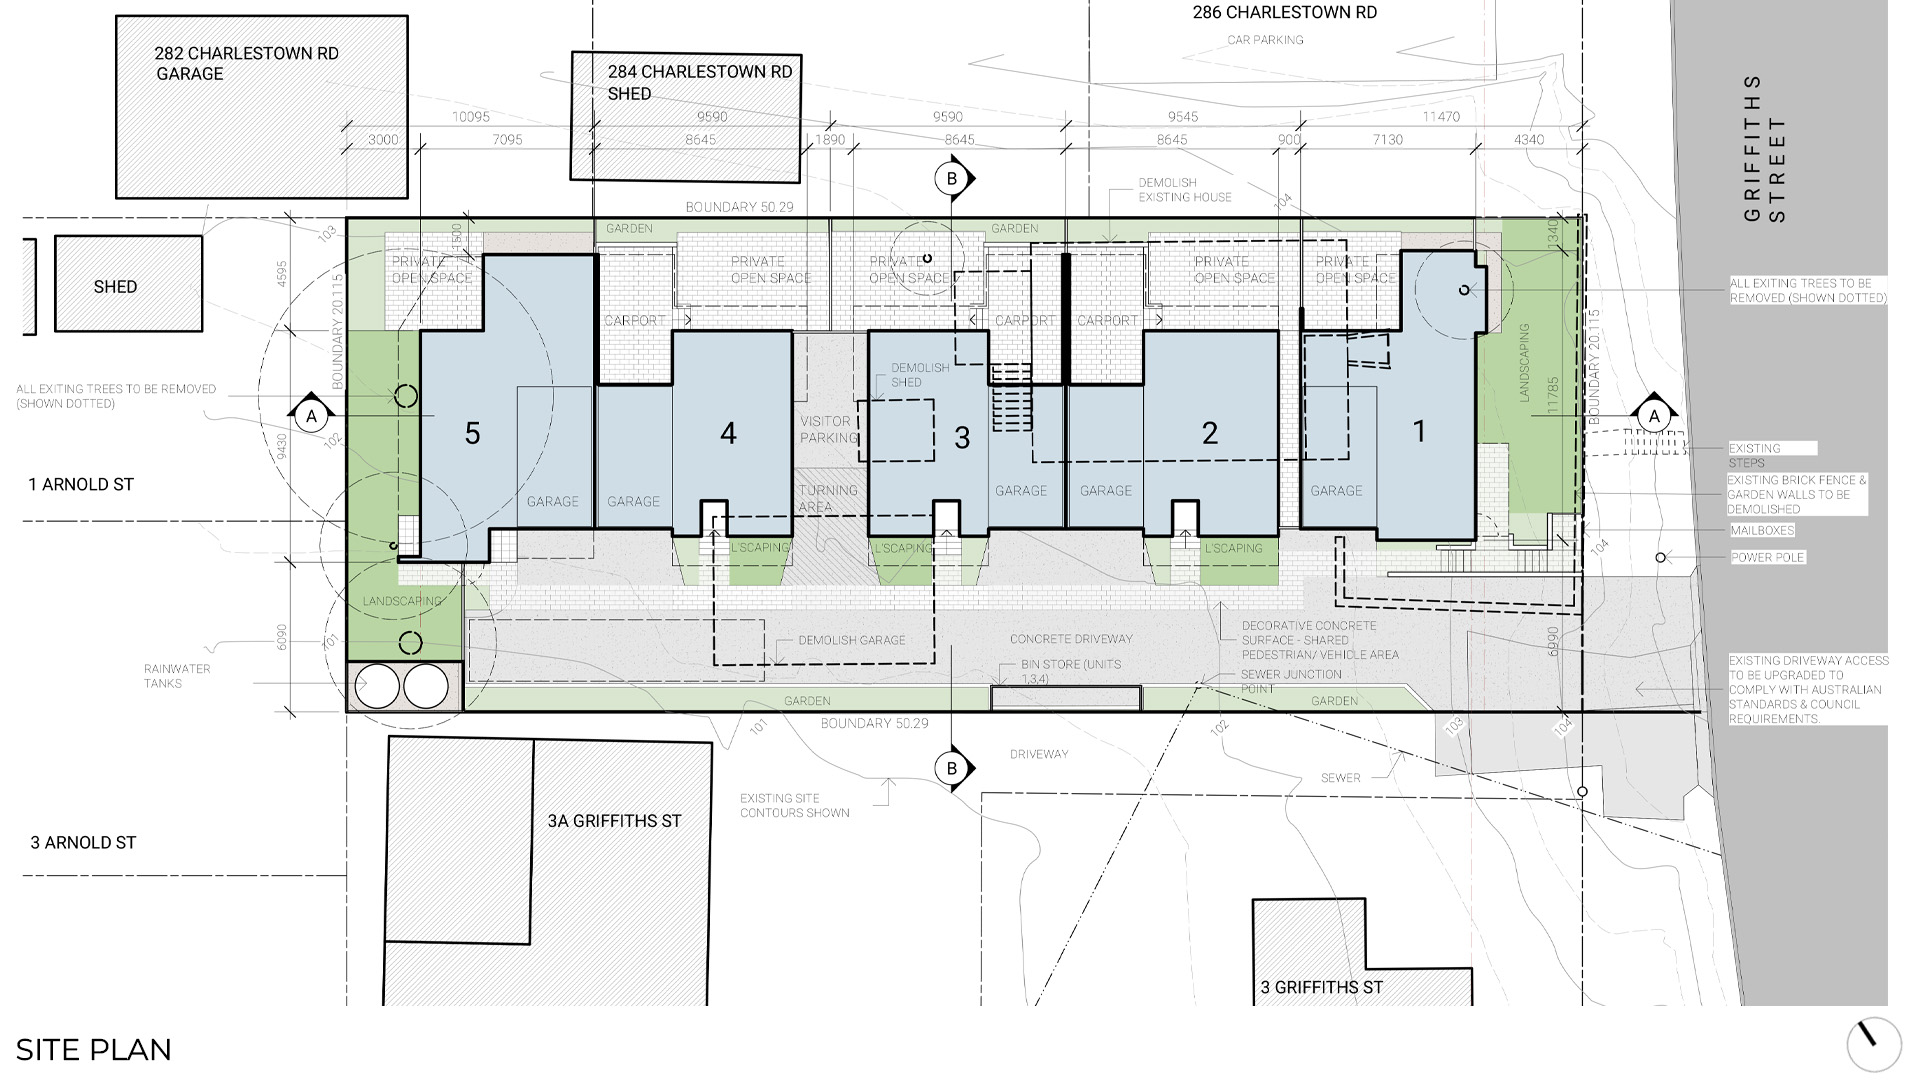 286 CHARLESTOWN RD
CAR PARKING
282 CHARLESTOWN RD
GARAGE
284 CHARLESTOWN RD
SHED
GRIFFITHS
STREET
10095
9590
9590
9545
11470
3000
7095
8645
1890
8645
8645
900
7130
4340
B
DEMOLISH
EXISTING HOUSE
104
BOUNDARY 50.29
103
1500
GARDEN
GARDEN
1340
4595
PRIVATE
OPEN SPACE
PRIVATE
OPEN SPACE
PRIVATE
OPEN SPACE
PRIVATE
OPEN SPACE
PRIVATE
OPEN SPACE
SHED
BOUNDARY 20.115
ALL EXITING TREES TO BE
REMOVED (SHOWN DOTTED)
CARPORT
CARPORT
CARPORT
LANDSCAPING
BOUNDARY 20.115
DEMOLISH
SHED
ALL EXITING TREES TO BE REMOVED
(SHOWN DOTTED)
11785
A
A
102
9430
5
4
VISITOR
PARKING
3
2
1
EXISTING
STEPS
1 ARNOLD ST
GARAGE
GARAGE
TURNING
AREA
GARAGE
GARAGE
GARAGE
EXISTING BRICK FENCE &
GARDEN WALLS TO BE
DEMOLISHED
MAILBOXES
L'SCAPING
L'SCAPING
L'SCAPING
104
POWER POLE
LANDSCAPING
101
6090
DEMOLISH GARAGE
CONCRETE DRIVEWAY
DECORATIVE CONCRETE
SURFACE - SHARED
PEDESTRIAN/ VEHICLE AREA
6990
RAINWATER
TANKS
BIN STORE (UNITS
1,3,4)
SEWER JUNCTION
POINT
EXISTING DRIVEWAY ACCESS
TO BE UPGRADED TO
COMPLY WITH AUSTRALIAN
STANDARDS & COUNCIL
REQUIREMENTS.
GARDEN
GARDEN
101
BOUNDARY 50.29
102
103
104
DRIVEWAY
B
SEWER
EXISTING SITE
CONTOURS SHOWN
3A GRIFFITHS ST
3 ARNOLD ST
3 GRIFFITHS ST
SITE PLAN